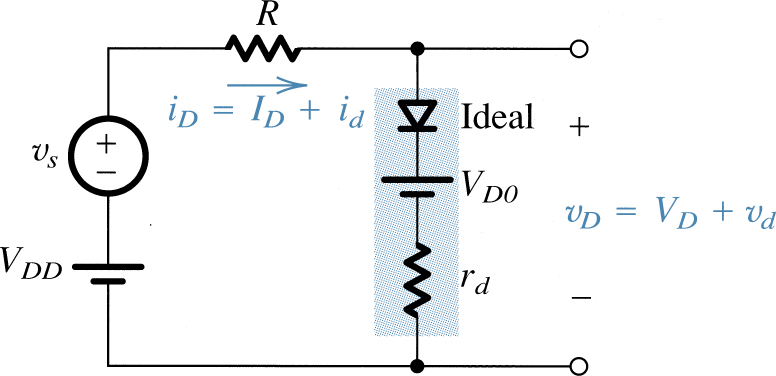 R
i_D = I_D + i_d
Ideal
+
v_s
+
−
V_D0
v_D = V_D + v_d
V_DD
r_d
−